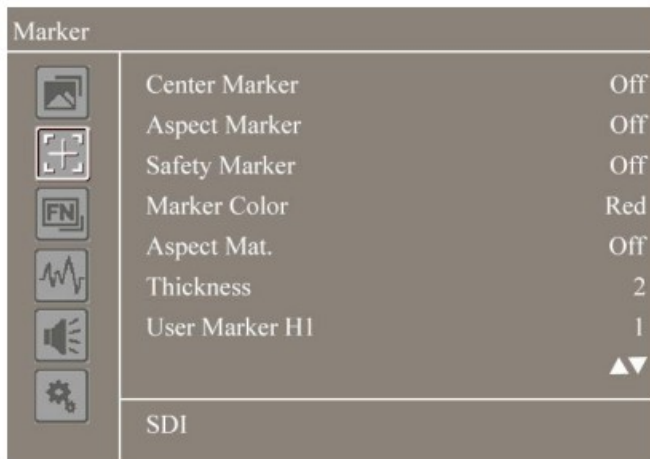 Marker
Center Marker Off
Aspect Marker Off
Safety Marker Off
Marker Color Red
Aspect Mat. Off
Thickness 2
User Marker H1 1
▲▼
FN
SDI